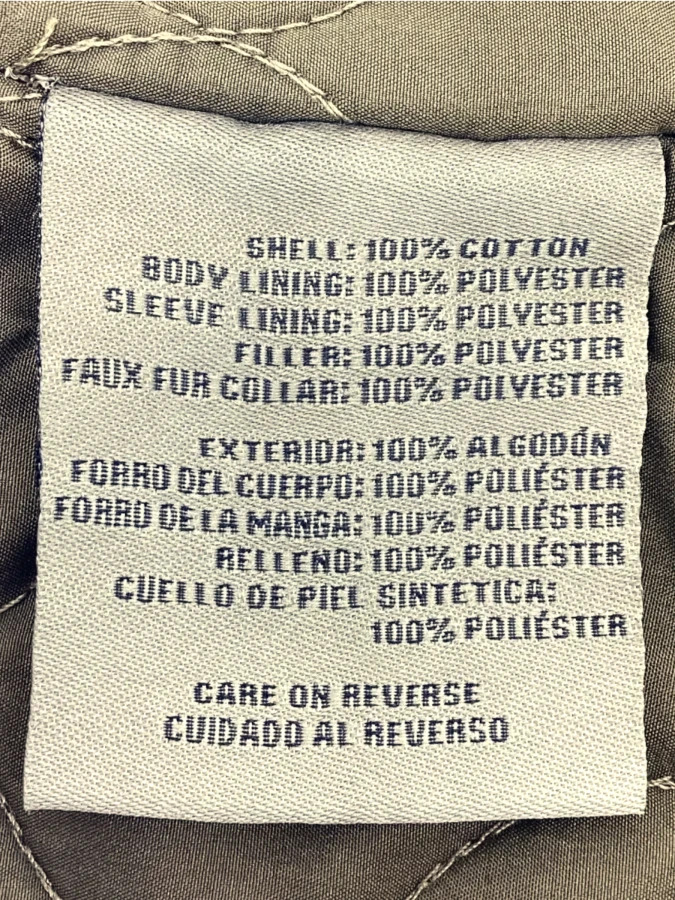 SHELL: 100% COTTON
BODY LINING: 100% POLYESTER
SLEEVE LINING: 100% POLYESTER
FILLER: 100% POLYESTER
FAUX FUR COLLAR: 100% POLYESTER
EXTERIOR: 100% ALGODÓN
FORRO DEL CUERPO: 100% POLIÉSTER
FORRO DE LA MANGA: 100% POLIÉSTER
RELLENO: 100% POLIÉSTER
CUELLO DE PIEL SINTETICA:
100% POLIÉSTER
CARE ON REVERSE
CUIDADO AL REVERSO